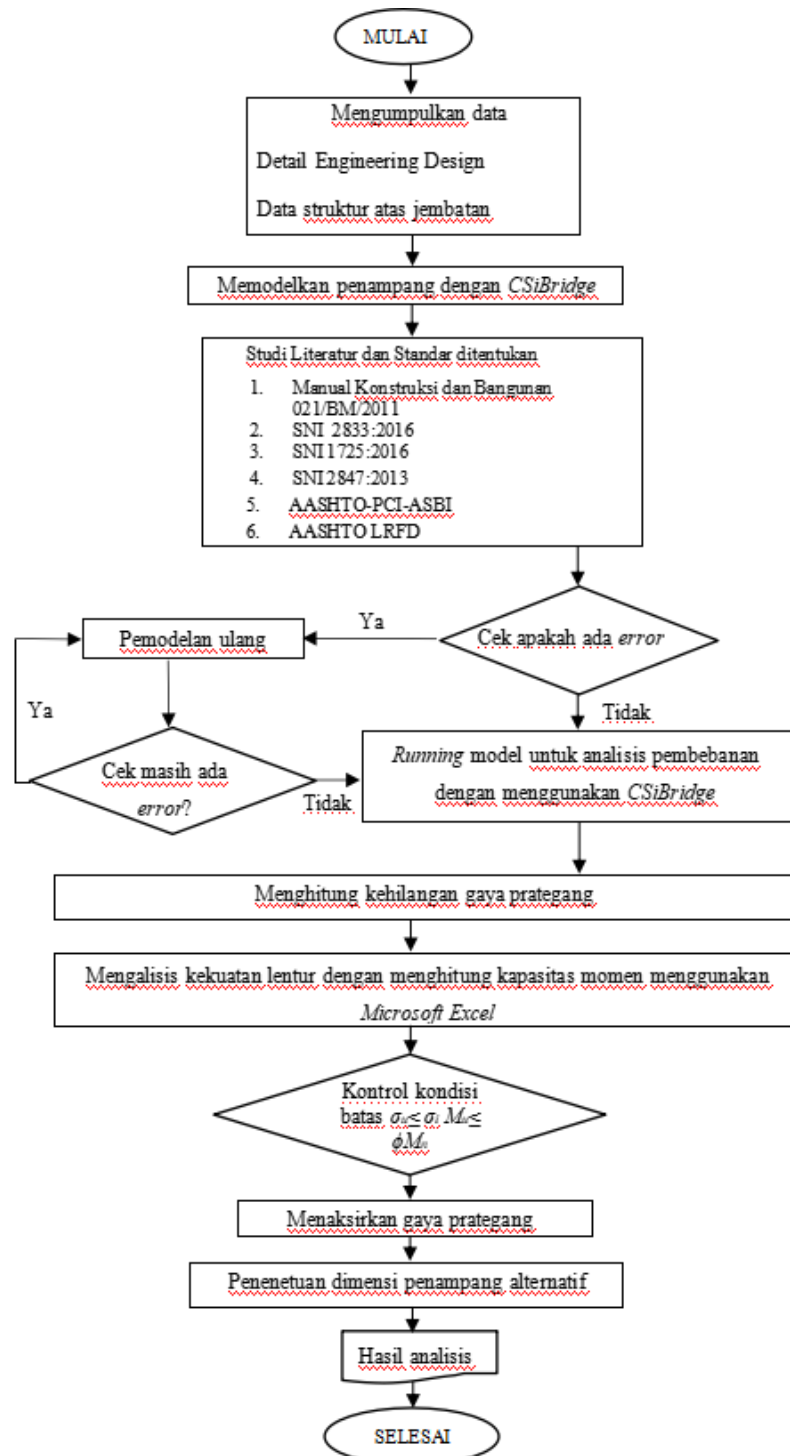 MULAI
Mengumpulkan data
Detail Engineering Design
Data struktur atas jembatan
Memodelkan penampang dengan CSiBridge
Studi Literatur dan Standar ditentukan
1. Manual Konstruksi dan Bangunan
021/BM/2011
2. SNI 2833:2016
3. SNI 1725:2016
4. SNI 2847:2013
5. AASHTO-PCI-ASBI
6. AASHTO LRFD
Cek apakah ada error
Ya
Pemodelan ulang
Ya
Tidak
Cek masih ada
error?
Tidak
Running model untuk analisis pembebanan
dengan menggunakan CSiBridge
Menghitung kehilangan gaya prategang
Mengalisis kekuatan lentur dengan menghitung kapasitas momen menggunakan
Microsoft Excel
Kontrol kondisi
batas σu≤ σi Mu≤
ϕMn
Menaksirkan gaya prategang
Penenetuan dimensi penampang alternatif
Hasil analisis
SELESAI